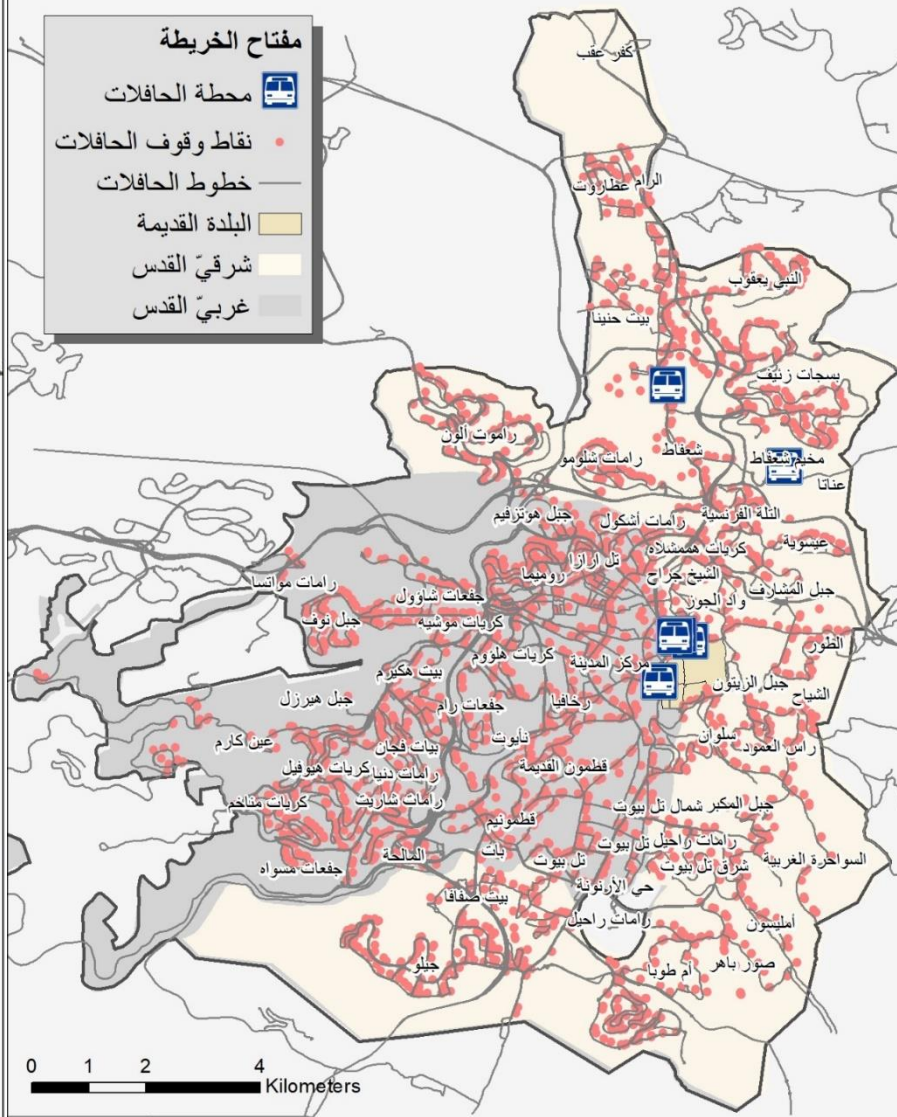 مفتاح الخريطة
محطة الحافلات
نقاط وقوف الحافلات
خطوط الحافلات
البلدة القديمة
شرقيّ القدس
غربيّ القدس
كفر عقب
الرام
عطاروت
النبي يعقوب
بيت حنينا
بسجات زئيف
راموت ألون
رامات شلومو
شعفاط
مخيم شعفاط
عناتا
جبل هوتزفيم
رامات أشكول
التلة الفرنسية
عيسوية
تل ارازا
كريات هممشلاه
روميما
الشيخ جراح
جبل المشارف
رامات مواتسا
جفعات شاؤول
واد الجوز
جبل نوف
كريات موشيه
الطور
كريات هلؤوم
مركز المدينة
بيت هكيرم
جبل الزيتون
الشياح
جبل هيرزل
جفعات رام
رخافيا
سلوان
عين كارم
بيات فجان
نايوت
راس العمود
كريات هيوفيل
رامات دنيا
قطمون القديمة
كريات مناخم
رامات شاريت
شمال تل بيوت
جبل المكبر
قطمونيم
رامات راحيل
تل بيوت
السواحرة الغربية
جفعات مسواه
المالحة
بات
تل بيوت
شرق تل بيوت
حي الأرنونة
بيت صفافا
رامات راحيل
أمليسون
جيلو
أم طوبا
صور باهر
0 1 2 4
Kilometers